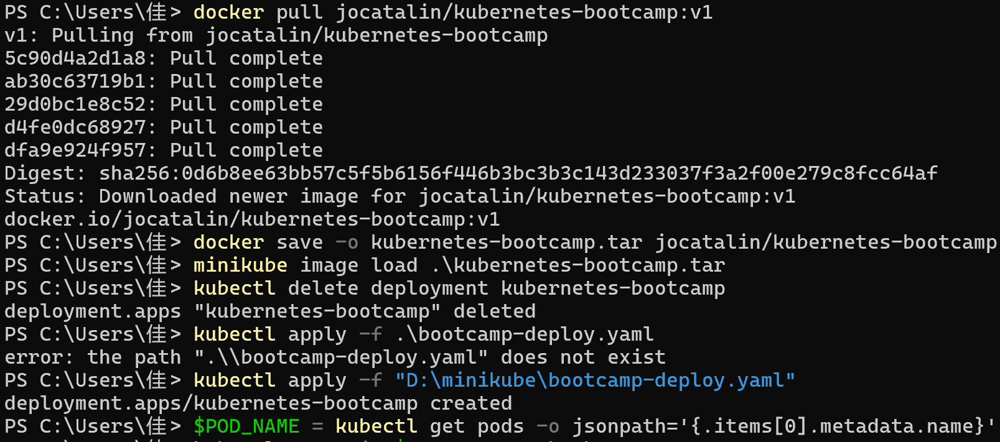 PS C:\Users\佳> docker pull jocatalin/kubernetes-bootcamp:v1
v1: Pulling from jocatalin/kubernetes-bootcamp
5c90d4a2d1a8: Pull complete
ab30c63719b1: Pull complete
29d0bc1e8c52: Pull complete
d4fe0dc68927: Pull complete
dfa9e924f957: Pull complete
Digest: sha256:0d6b8ee63bb57c5f5b6156f446b3bc3b3c143d233037f3a2f00e279c8fcc64af
Status: Downloaded newer image for jocatalin/kubernetes-bootcamp:v1
docker.io/jocatalin/kubernetes-bootcamp:v1
PS C:\Users\佳> docker save -o kubernetes-bootcamp.tar jocatalin/kubernetes-bootcamp
PS C:\Users\佳> minikube image load .\kubernetes-bootcamp.tar
PS C:\Users\佳> kubectl delete deployment kubernetes-bootcamp
deployment.apps "kubernetes-bootcamp" deleted
PS C:\Users\佳> kubectl apply -f .\bootcamp-deploy.yaml
error: the path ".\\bootcamp-deploy.yaml" does not exist
PS C:\Users\佳> kubectl apply -f "D:\minikube\bootcamp-deploy.yaml"
deployment.apps/kubernetes-bootcamp created
PS C:\Users\佳> $POD_NAME = kubectl get pods -o jsonpath='{.items[0].metadata.name}'